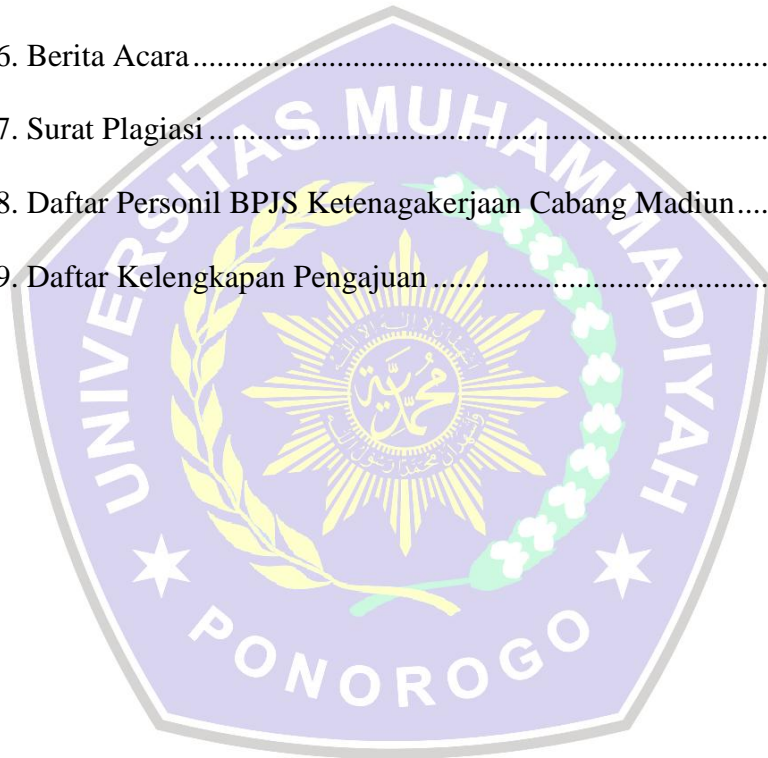 6. Berita Acara......................................................................
7. Surat Plagiasi....................................................................
8. Daftar Personil BPJS Ketenagakerjaan Cabang Madiun....
9. Daftar Kelengkapan Pengajuan..........................................
UNIVERSITAS MUHAMMADIYAH
PONOROGO
محمدية